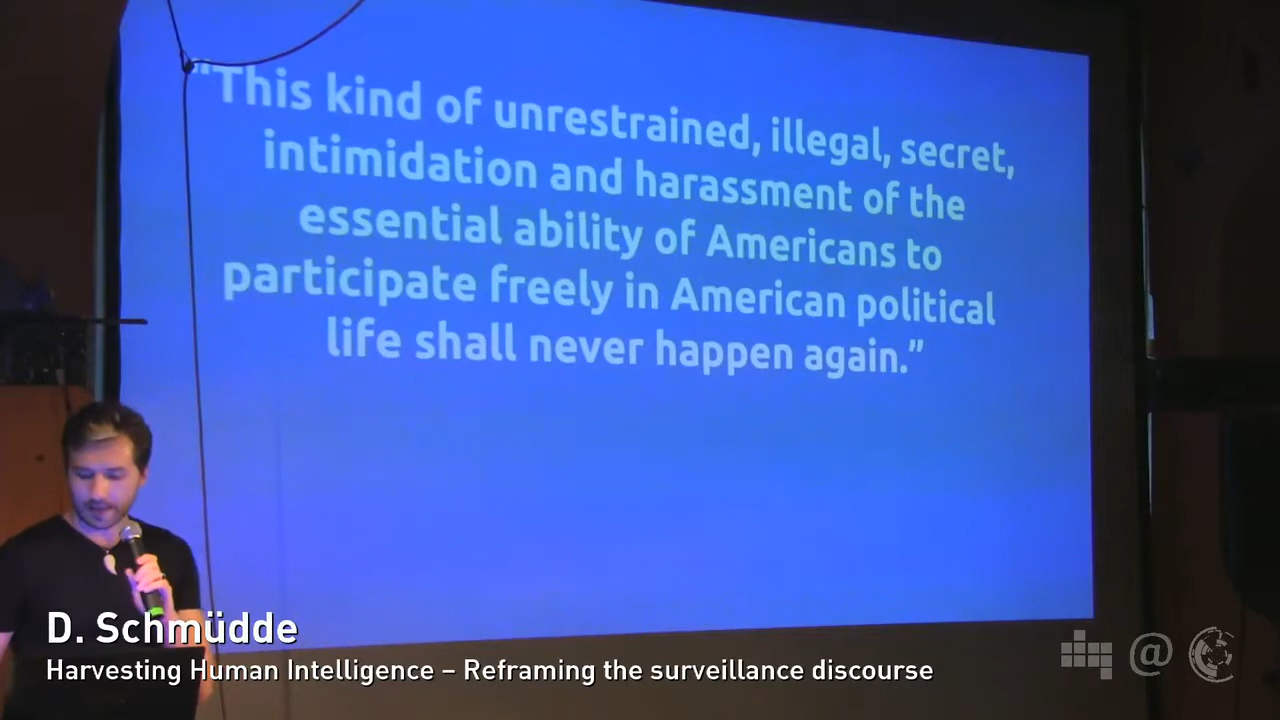 "This kind of unrestrained, illegal, secret,
intimidation and harassment of the
essential ability of Americans to
participate freely in American political
life shall never happen again.”
D. Schmüdde
Harvesting Human Intelligence – Reframing the surveillance discourse
@